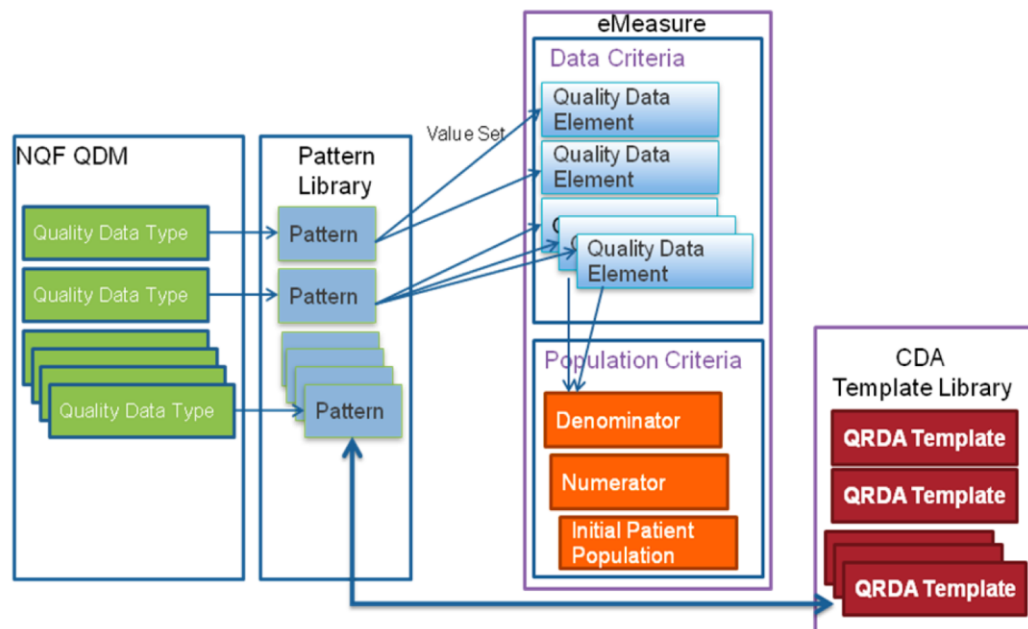 NQF QDM
Quality Data Type
Quality Data Type
Quality Data Type
Pattern
Library
Pattern
Pattern
Pattern
Value Set
eMeasure
Data Criteria
Quality Data
Element
Quality Data
Element
Quality Data
Element
Population Criteria
Denominator
Numerator
Initial Patient
Population
CDA
Template Library
QRDA Template
QRDA Template
QRDA Template